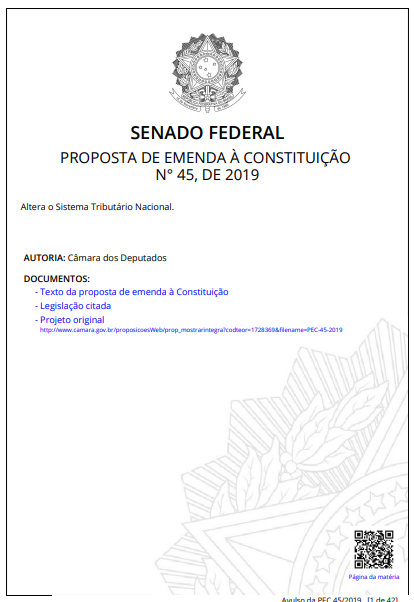 SENADO FEDERAL
PROPOSTA DE EMENDA À CONSTITUIÇÃO
N° 45, DE 2019
Altera o Sistema Tributário Nacional.
AUTORIA: Câmara dos Deputados
DOCUMENTOS:
- Texto da proposta de emenda à Constituição
- Legislação citada
- Projeto original
http://www.camara.gov.br/proposicoesWeb/prop_mostrarintegra?codteor=1728369&filename=PEC-45-2019
Página da matéria
Avulso da PEC 45/2019 [1 de 42]